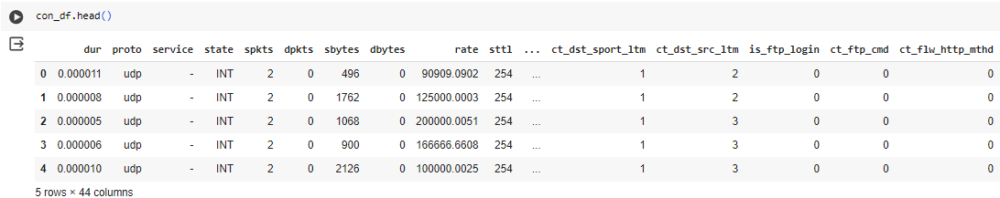 con_df.head()
dur proto service state spkts dpkts sbytes dbytes rate sttl ... ct_dst_sport_ltm ct_dst_src_ltm is_ftp_login ct_ftp_cmd ct_flw_http_mthd
0 0.000011 udp - INT 2 0 496 0 90909.0902 254 ... 1 2 0 0 0
1 0.000008 udp - INT 2 0 1762 0 125000.0003 254 ... 1 2 0 0 0
2 0.000005 udp - INT 2 0 1068 0 200000.0051 254 ... 1 3 0 0 0
3 0.000006 udp - INT 2 0 900 0 166666.6608 254 ... 1 3 0 0 0
4 0.000010 udp - INT 2 0 2126 0 100000.0025 254 ... 1 3 0 0 0
5 rows × 44 columns